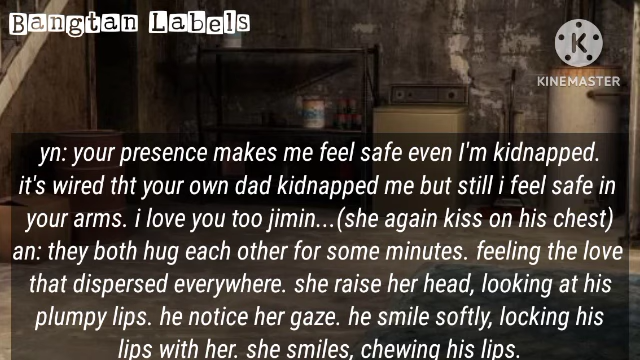 Bangtan Labels
KINEMASTER
yn: your presence makes me feel safe even I'm kidnapped.
it's wired tht your own dad kidnapped me but still i feel safe in
your arms. i love you too jimin...(she again kiss on his chest)
an: they both hug each other for some minutes. feeling the love
that dispersed everywhere. she raise her head, looking at his
plumpy lips. he notice her gaze. he smile softly, locking his
lips with her. she smiles, chewing his lips.